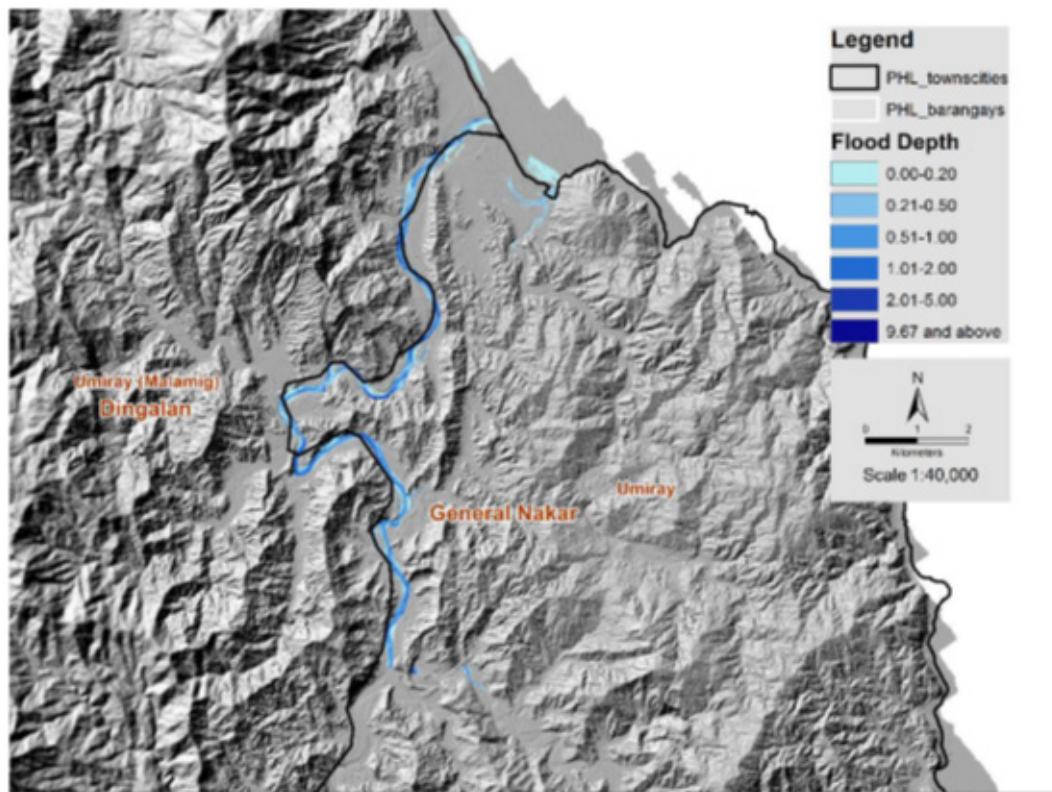 Legend
PHL_townscities
PHL_barangays
Flood Depth
0.00-0.20
0.21-0.50
0.51-1.00
1.01-2.00
2.01-5.00
9.67 and above
N
0 1 2
Kilometers
Scale 1:40,000
Umiray (Malamig)
Dingalan
Umiray
General Nakar